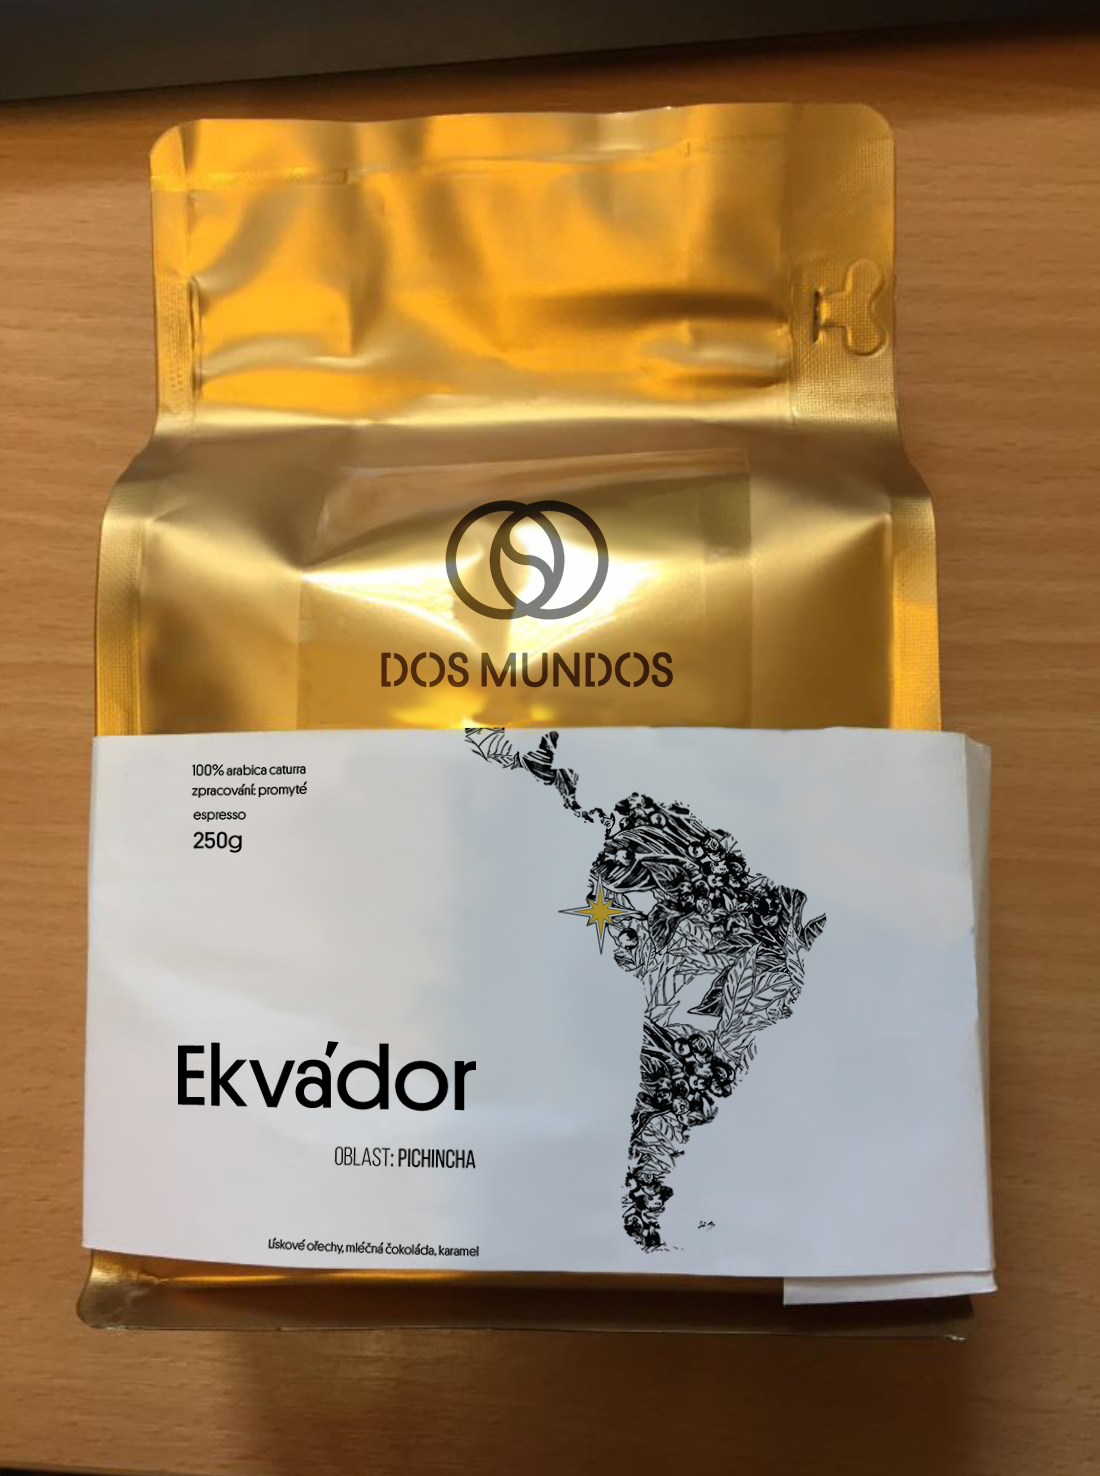 DOS MUNDOS
100% arabica caturra
zpracování: promyté
espresso
250g
Ekvádor
OBLAST: PICHINCHA
Lískové ořechy, mléčná čokoláda, karamel